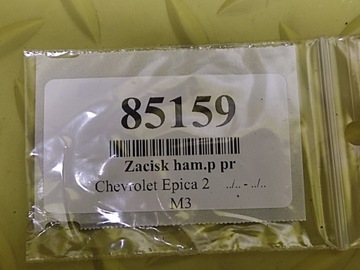 85159
Zacisk ham.p pr
Chevrolet Epica 2 ../.. - ../..
M3